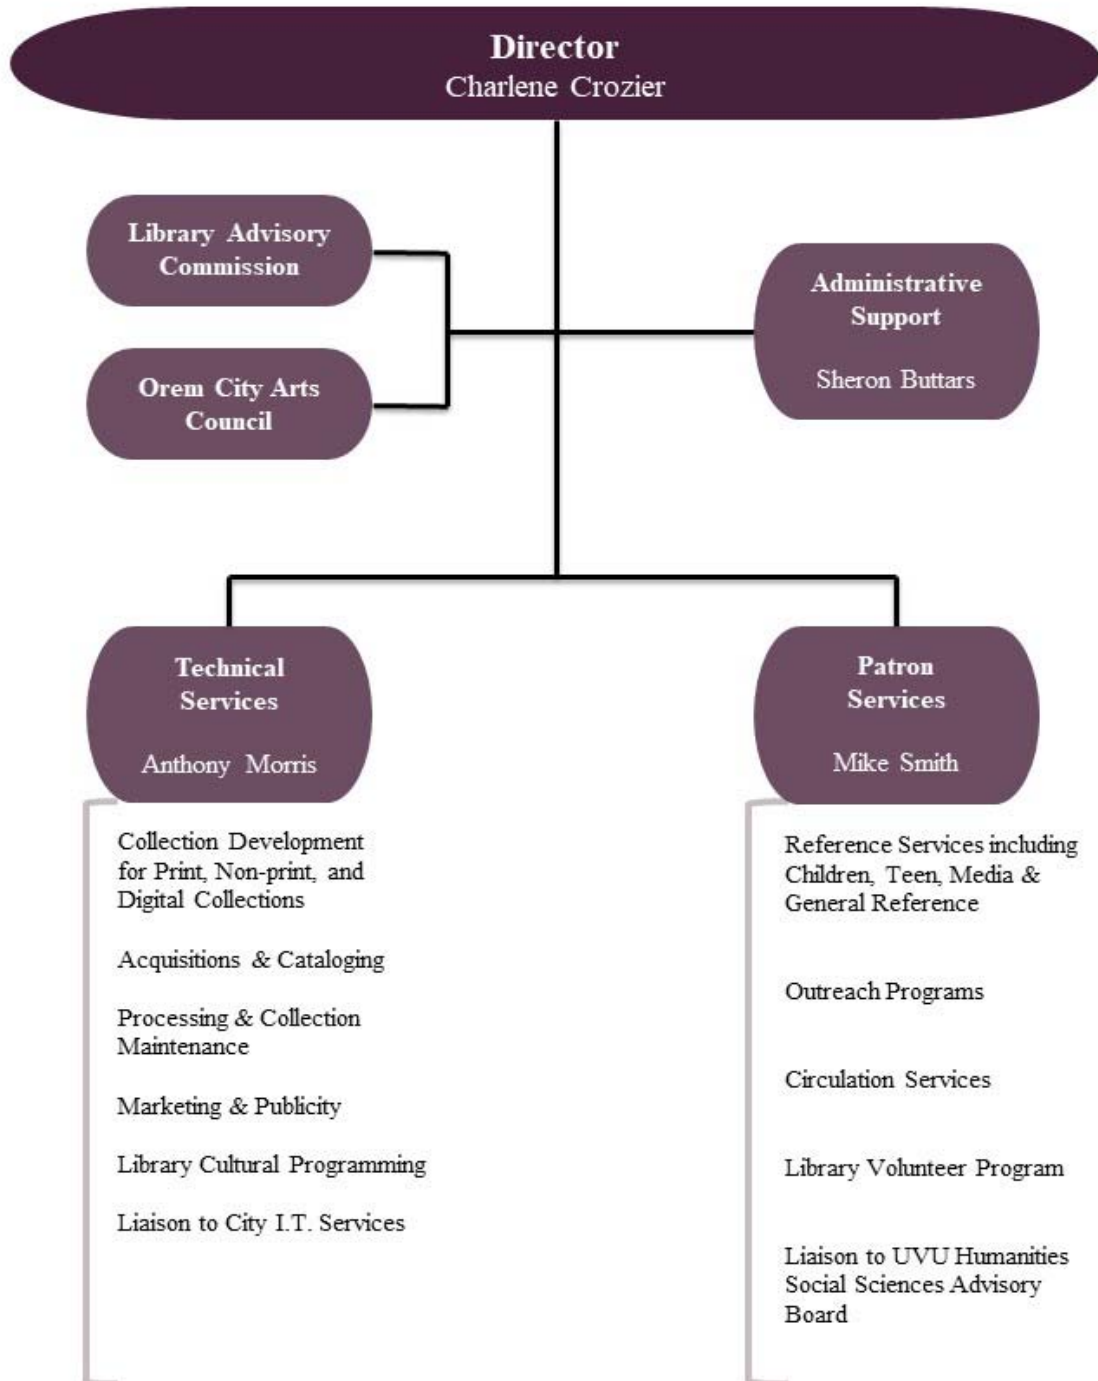 Director
Charlene Crozier
Library Advisory
Commission
Orem City Arts
Council
Administrative
Support
Sheron Buttars
Technical
Services
Anthony Morris
Collection Development
for Print, Non-print, and
Digital Collections
Acquisitions & Cataloging
Processing & Collection
Maintenance
Marketing & Publicity
Library Cultural Programming
Liaison to City I.T. Services
Patron
Services
Mike Smith
Reference Services including
Children, Teen, Media &
General Reference
Outreach Programs
Circulation Services
Library Volunteer Program
Liaison to UVU Humanities
Social Sciences Advisory
Board